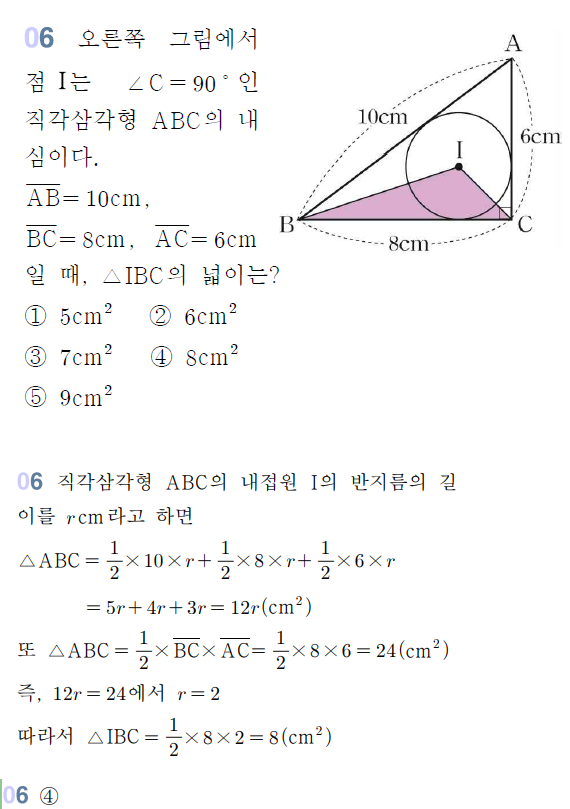 06 오른쪽 그림에서
점 I는 ∠C = 90°인
직각삼각형 ABC의 내
심이다.
A̅B̅ = 10cm,
B̅C̅ = 8cm, A̅C̅ = 6cm
일 때, △IBC의 넓이는?
① 5cm² ② 6cm²
③ 7cm² ④ 8cm²
⑤ 9cm²
A
10cm
6cm
I
B
C
8cm
06 직각삼각형 ABC의 내접원 I의 반지름의 길
이를 r cm라고 하면
△ABC = 1/2 × 10 × r + 1/2 × 8 × r + 1/2 × 6 × r
= 5r + 4r + 3r = 12r(cm²)
또 △ABC = 1/2 × B̅C̅ × A̅C̅ = 1/2 × 8 × 6 = 24(cm²)
즉, 12r = 24에서 r = 2
따라서 △IBC = 1/2 × 8 × 2 = 8(cm²)
06 ④